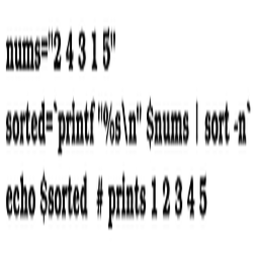 nums="2 4 3 1 5"
sorted=`printf "%s\n" $nums | sort -n`
echo $sorted # prints 1 2 3 4 5